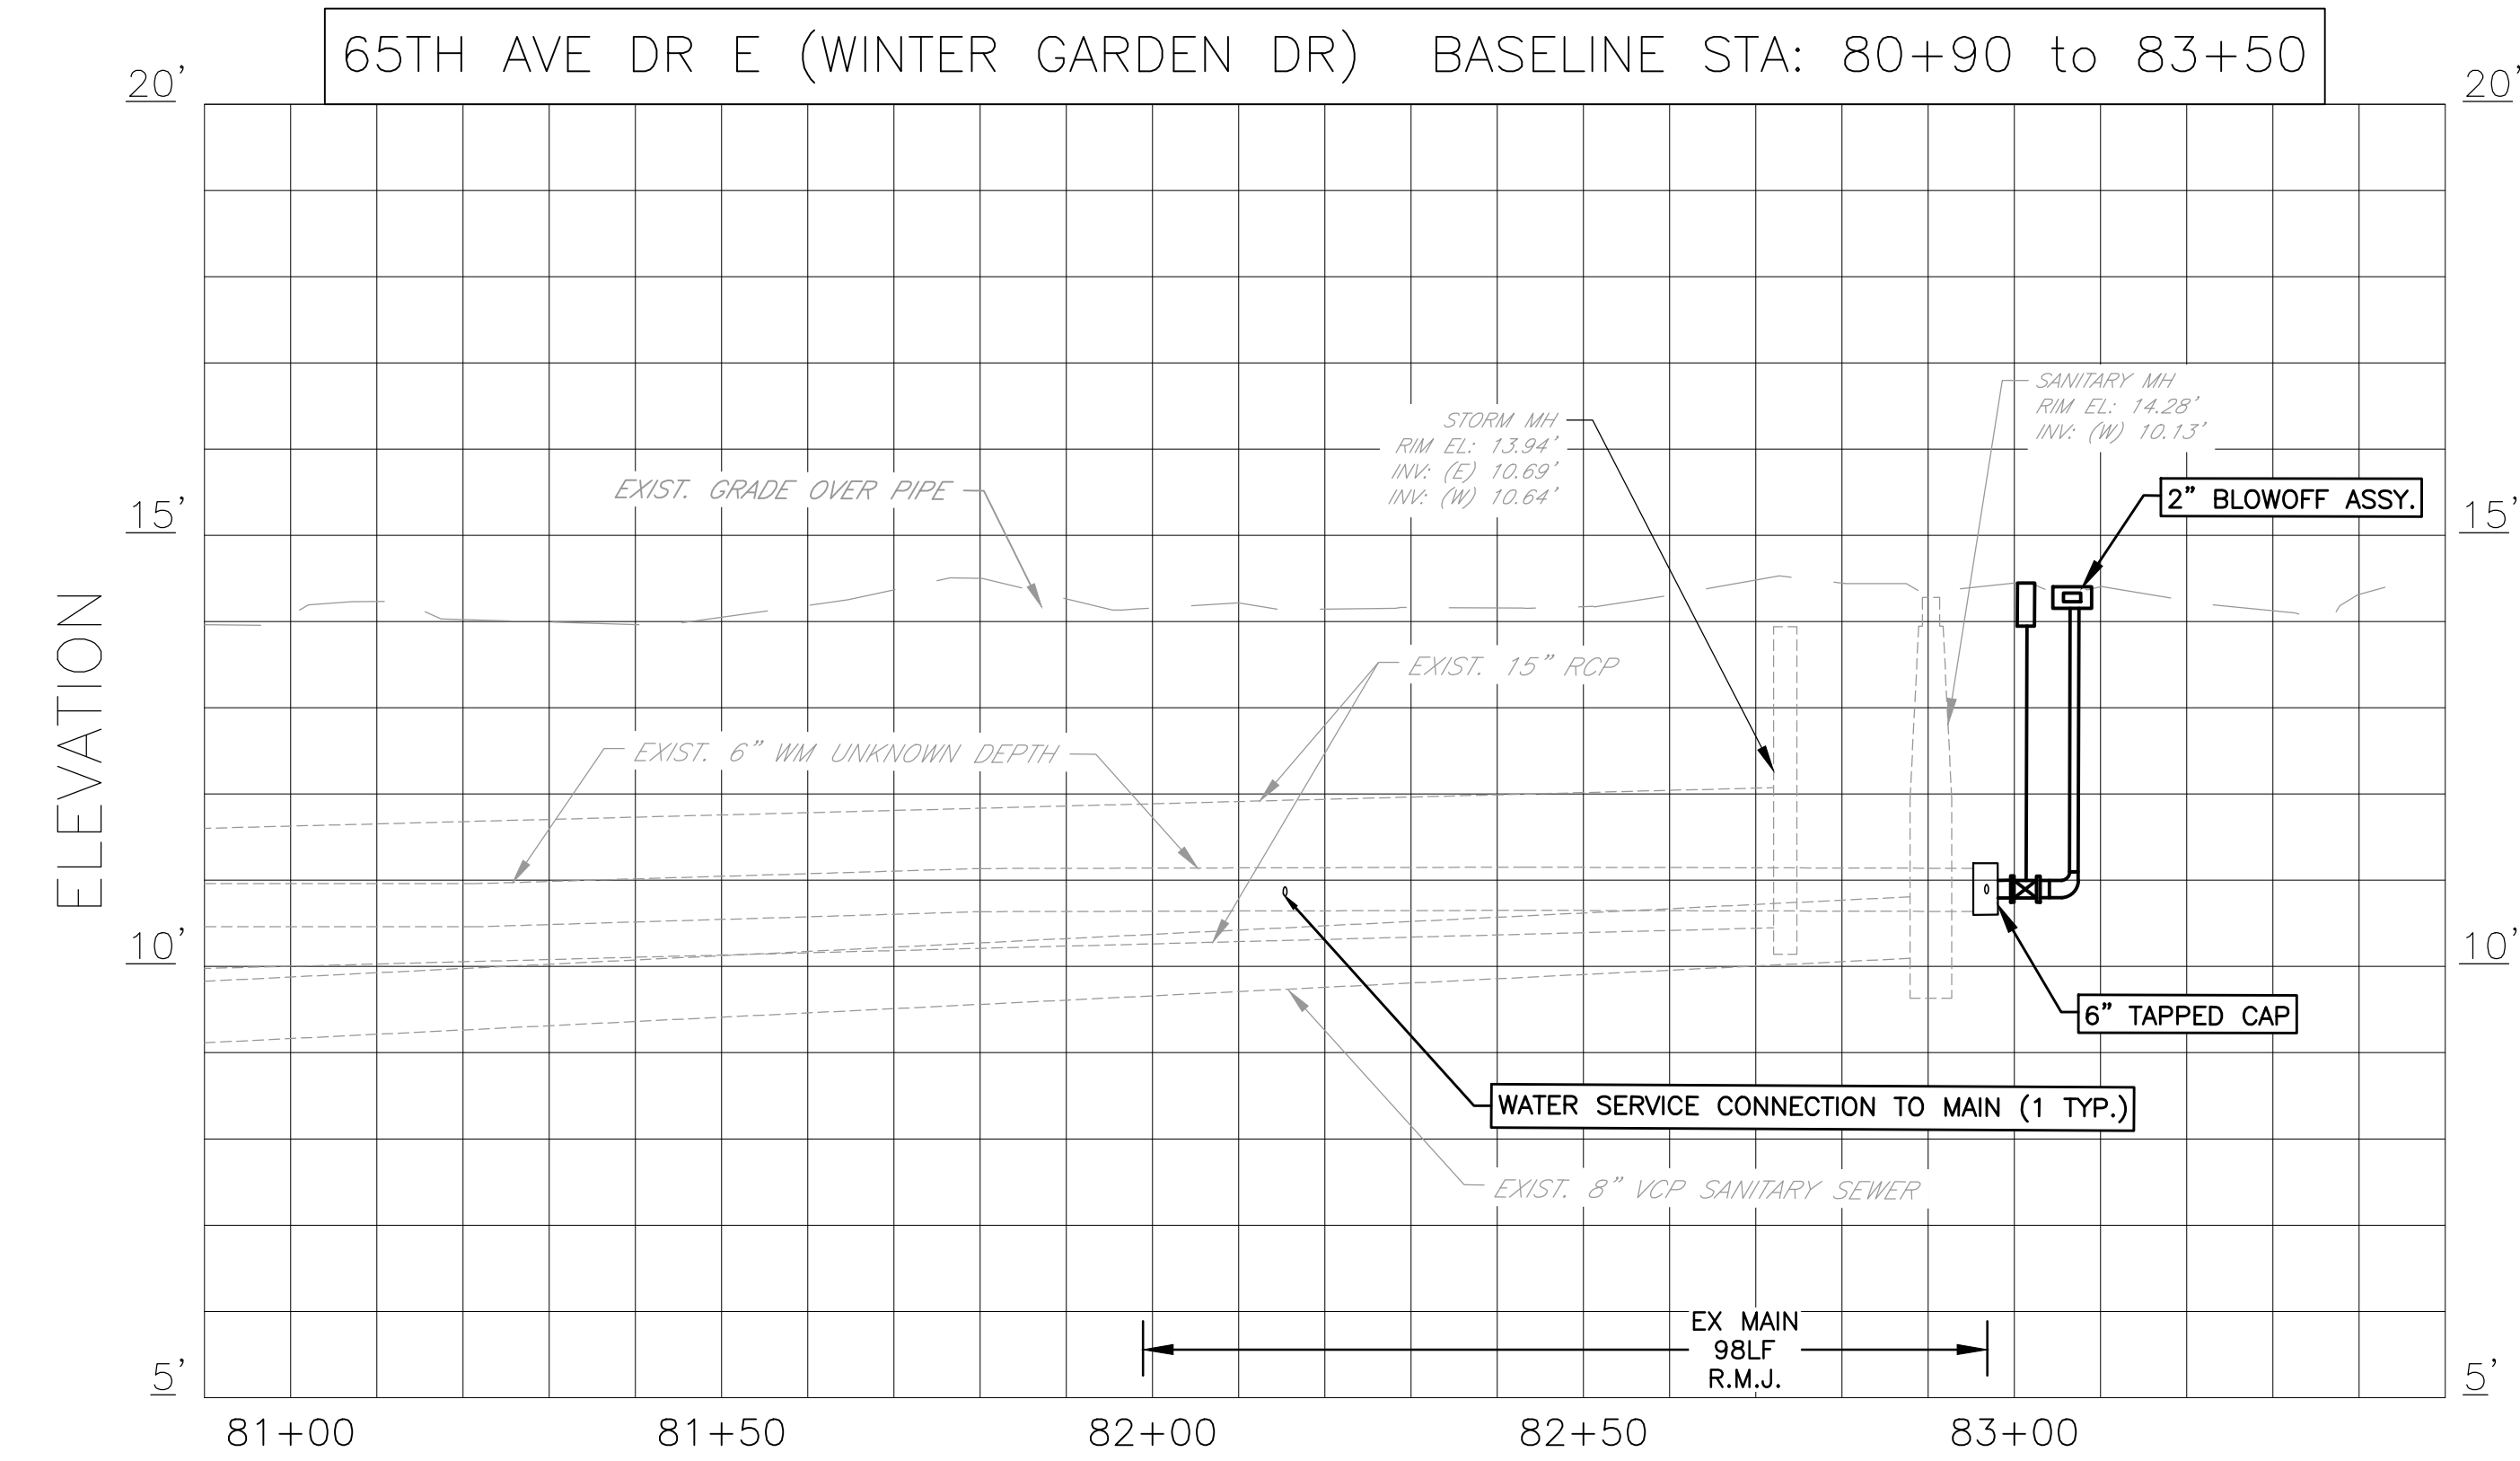 65TH AVE DR E (WINTER GARDEN DR) BASELINE STA: 80+90 to 83+50
20'
20'
SANITARY MH
RIM EL: 14.28'
INV: (W) 10.13'
STORM MH
RIM EL: 13.94'
INV: (E) 10.69'
INV: (W) 10.64'
EXIST. GRADE OVER PIPE
2" BLOWOFF ASSY.
15'
15'
ELEVATION
EXIST. 15" RCP
EXIST. 6" WM UNKNOWN DEPTH
10'
10'
6" TAPPED CAP
WATER SERVICE CONNECTION TO MAIN (1 TYP.)
EXIST. 8" VCP SANITARY SEWER
EX MAIN
98LF
R.M.J.
5'
5'
81+00 81+50 82+00 82+50 83+00